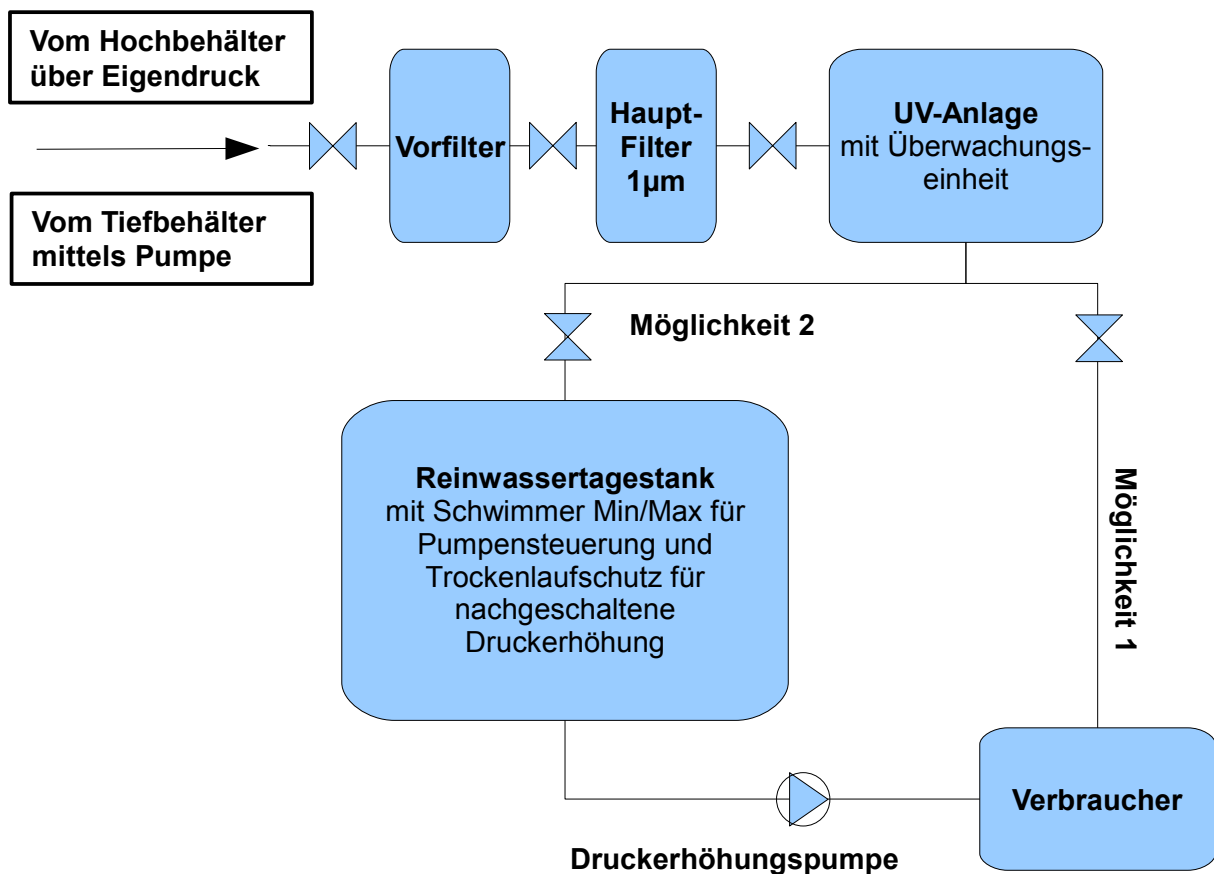 Vom Hochbehälter
über Eigendruck
Vom Tiefbehälter
mittels Pumpe
Vorfilter
Haupt-
Filter
1µm
UV-Anlage
mit Überwachungs-
einheit
Möglichkeit 2
Möglichkeit 1
Reinwassertagestank
mit Schwimmer Min/Max für
Pumpensteuerung und
Trockenlaufschutz für
nachgeschaltene
Druckerhöhung
Verbraucher
Druckerhöhungspumpe